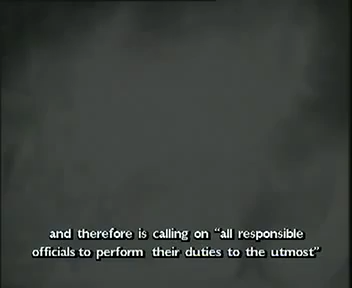 and therefore is calling on “all responsible
officials to perform their duties to the utmost”